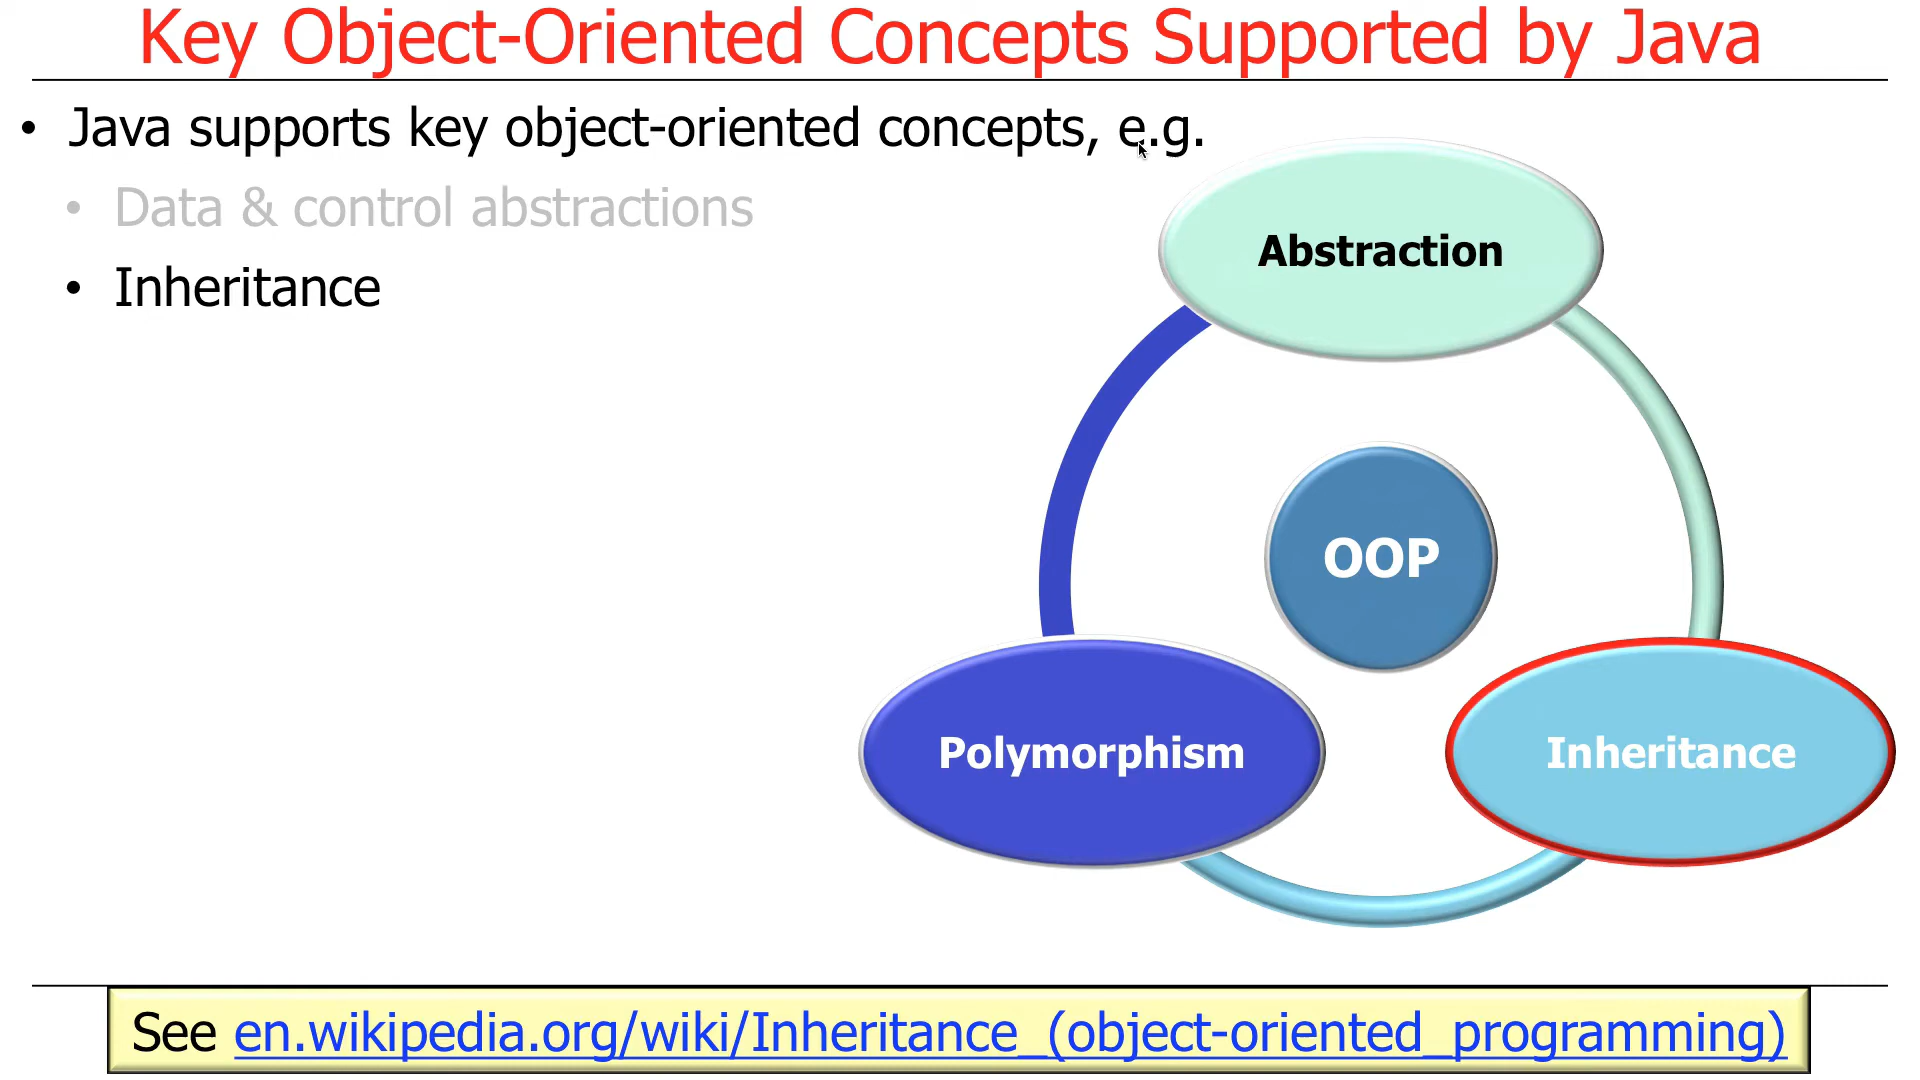 Key Object-Oriented Concepts Supported by Java
• Java supports key object-oriented concepts, e.g.
• Data & control abstractions
• Inheritance
Abstraction
OOP
Polymorphism
Inheritance
See en.wikipedia.org/wiki/Inheritance_(object-oriented_programming)